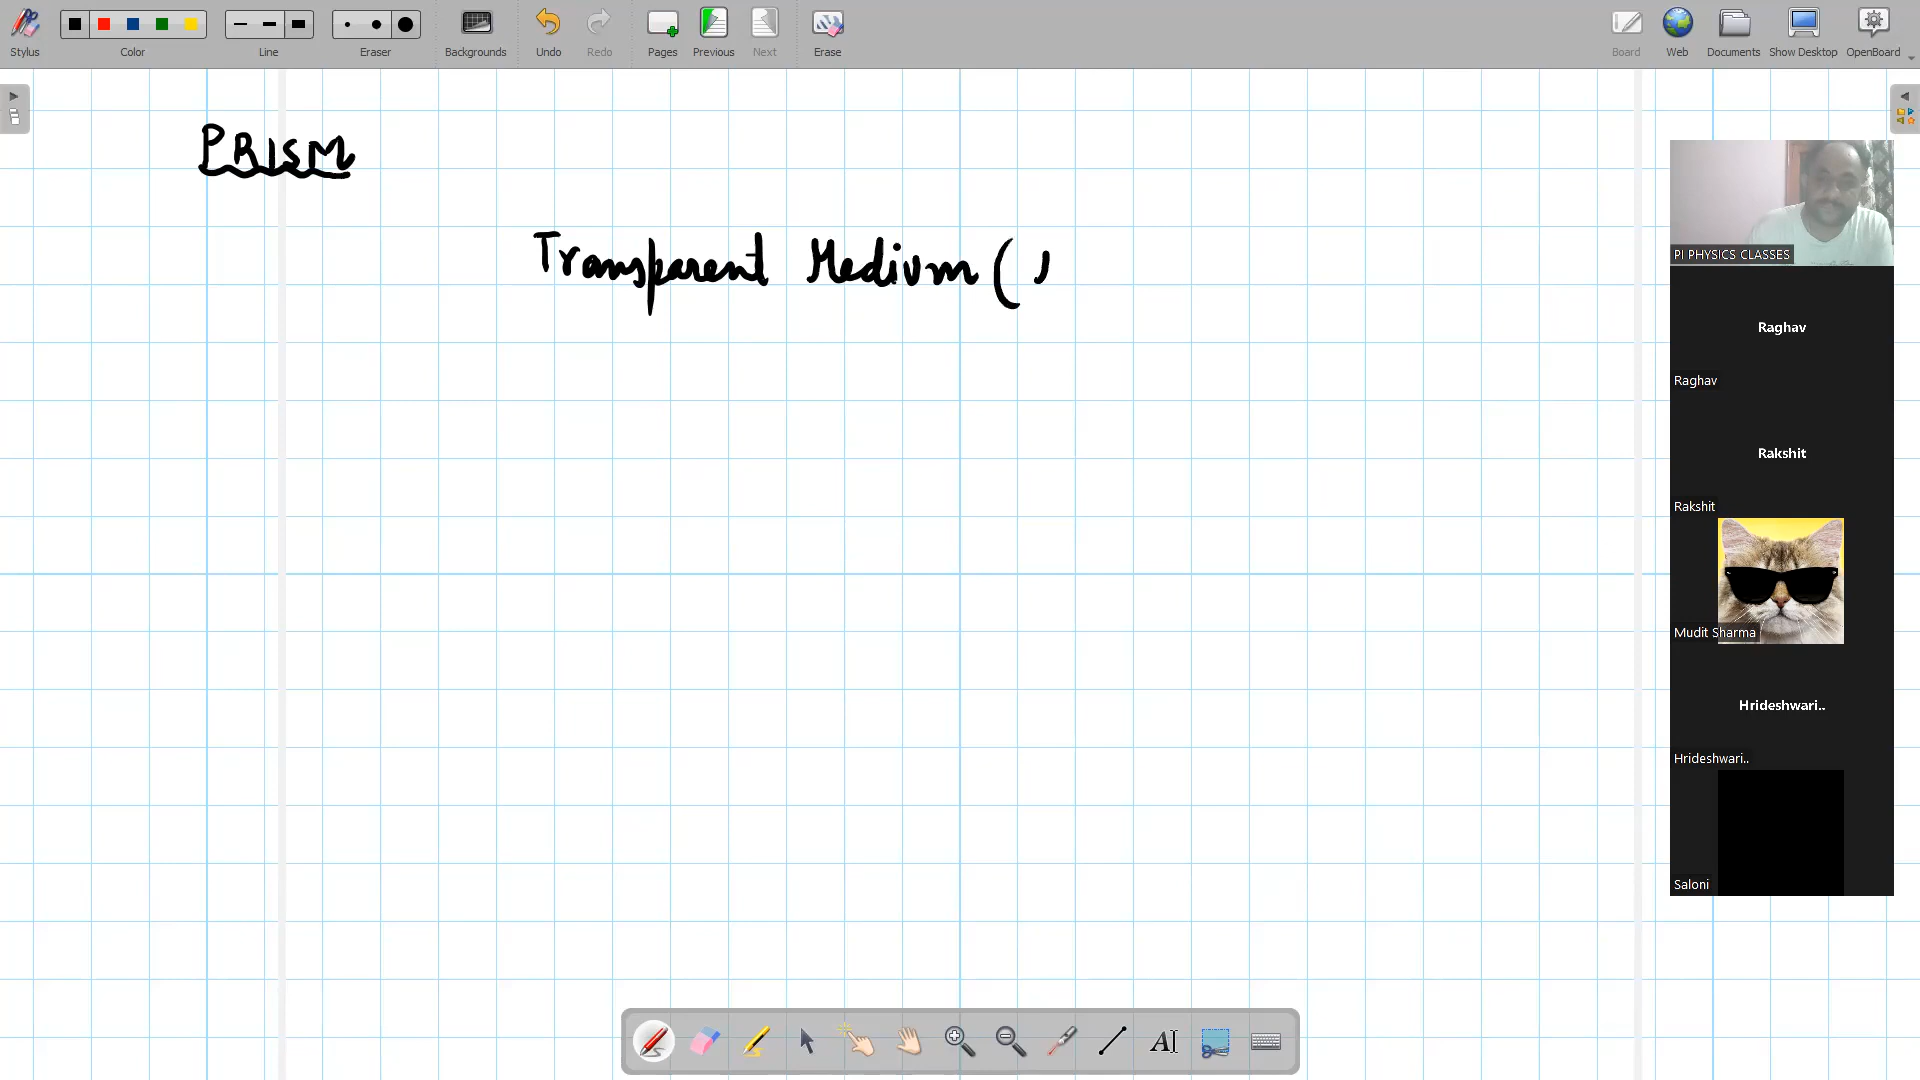 Stylus
Color
Line
Eraser
Backgrounds
Undo
Redo
Pages
Previous
Next
Erase
Board
Web
Documents
Show Desktop
OpenBoard
PRISM
Transparent Medium (
PI PHYSICS CLASSES
Raghav
Raghav
Rakshit
Rakshit
Mudit Sharma
Hrideshwari..
Hrideshwari..
Saloni